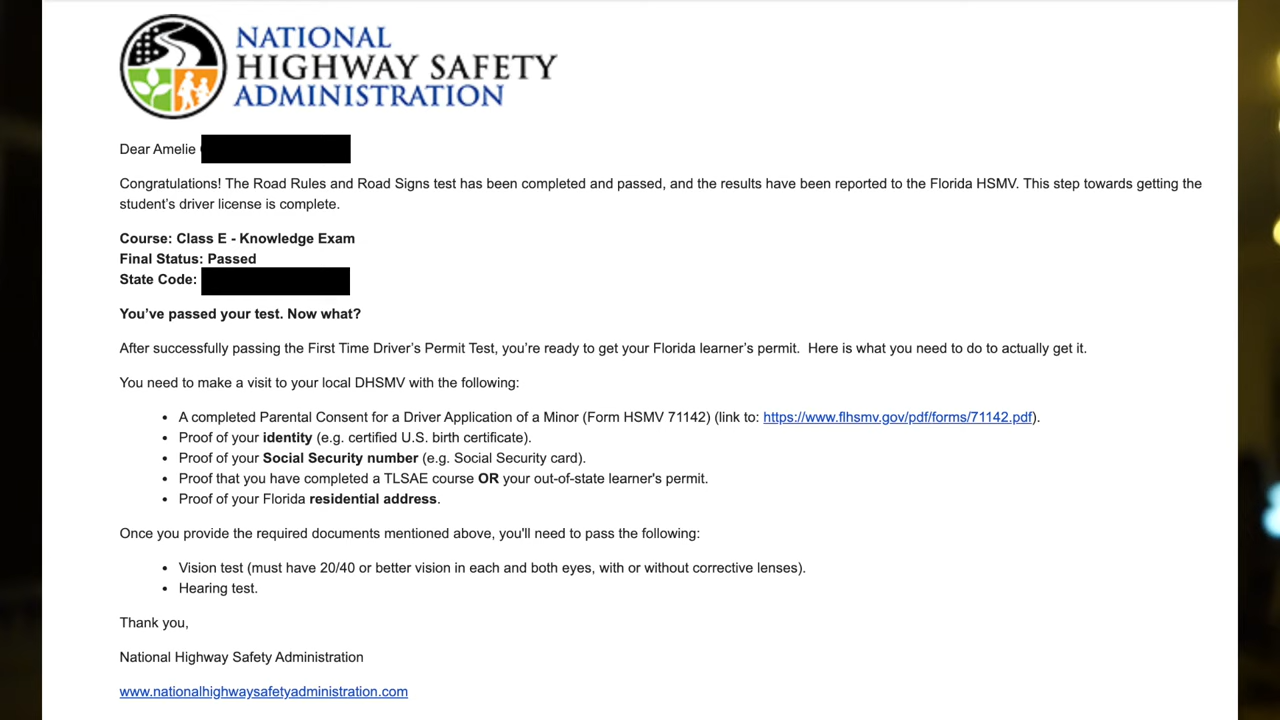 NATIONAL
HIGHWAY SAFETY
ADMINISTRATION
Dear Amelie
Congratulations! The Road Rules and Road Signs test has been completed and passed, and the results have been reported to the Florida HSMV. This step towards getting the
student’s driver license is complete.
Course: Class E - Knowledge Exam
Final Status: Passed
State Code:
You’ve passed your test. Now what?
After successfully passing the First Time Driver’s Permit Test, you’re ready to get your Florida learner’s permit.  Here is what you need to do to actually get it.
You need to make a visit to your local DHSMV with the following:
• A completed Parental Consent for a Driver Application of a Minor (Form HSMV 71142) (link to: https://www.flhsmv.gov/pdf/forms/71142.pdf).
• Proof of your identity (e.g. certified U.S. birth certificate).
• Proof of your Social Security number (e.g. Social Security card).
• Proof that you have completed a TLSAE course OR your out-of-state learner's permit.
• Proof of your Florida residential address.
Once you provide the required documents mentioned above, you'll need to pass the following:
• Vision test (must have 20/40 or better vision in each and both eyes, with or without corrective lenses).
• Hearing test.
Thank you,
National Highway Safety Administration
www.nationalhighwaysafetyadministration.com